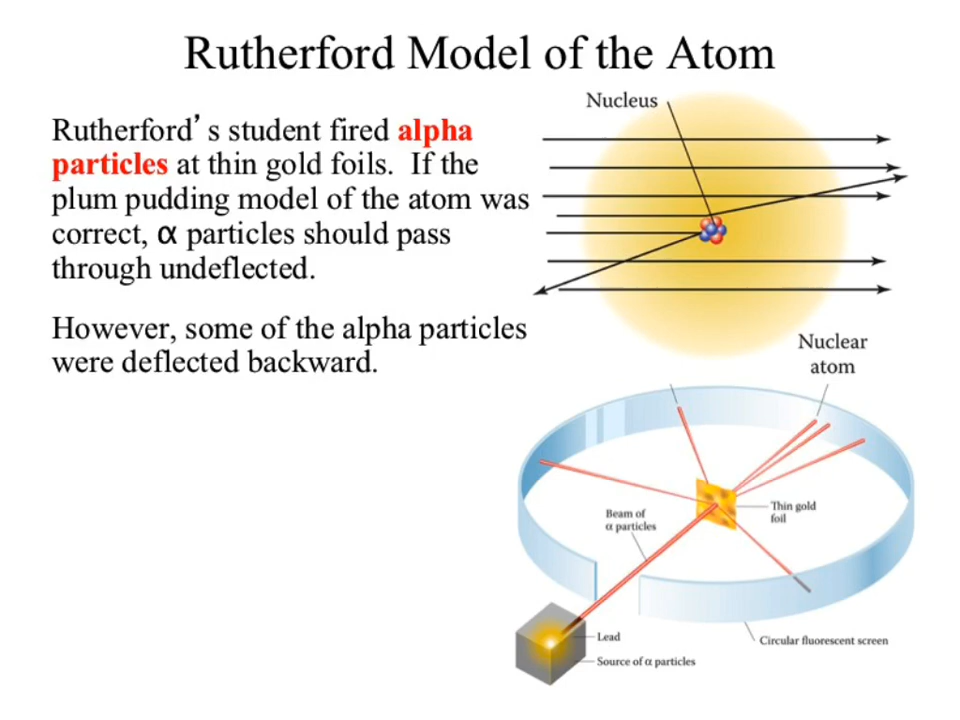 Rutherford Model of the Atom
Rutherford’s student fired alpha
particles at thin gold foils.  If the
plum pudding model of the atom was
correct, α particles should pass
through undeflected.
However, some of the alpha particles
were deflected backward.
Nucleus
Nuclear
atom
Beam of
α particles
Thin gold
foil
Lead
Source of α particles
Circular fluorescent screen